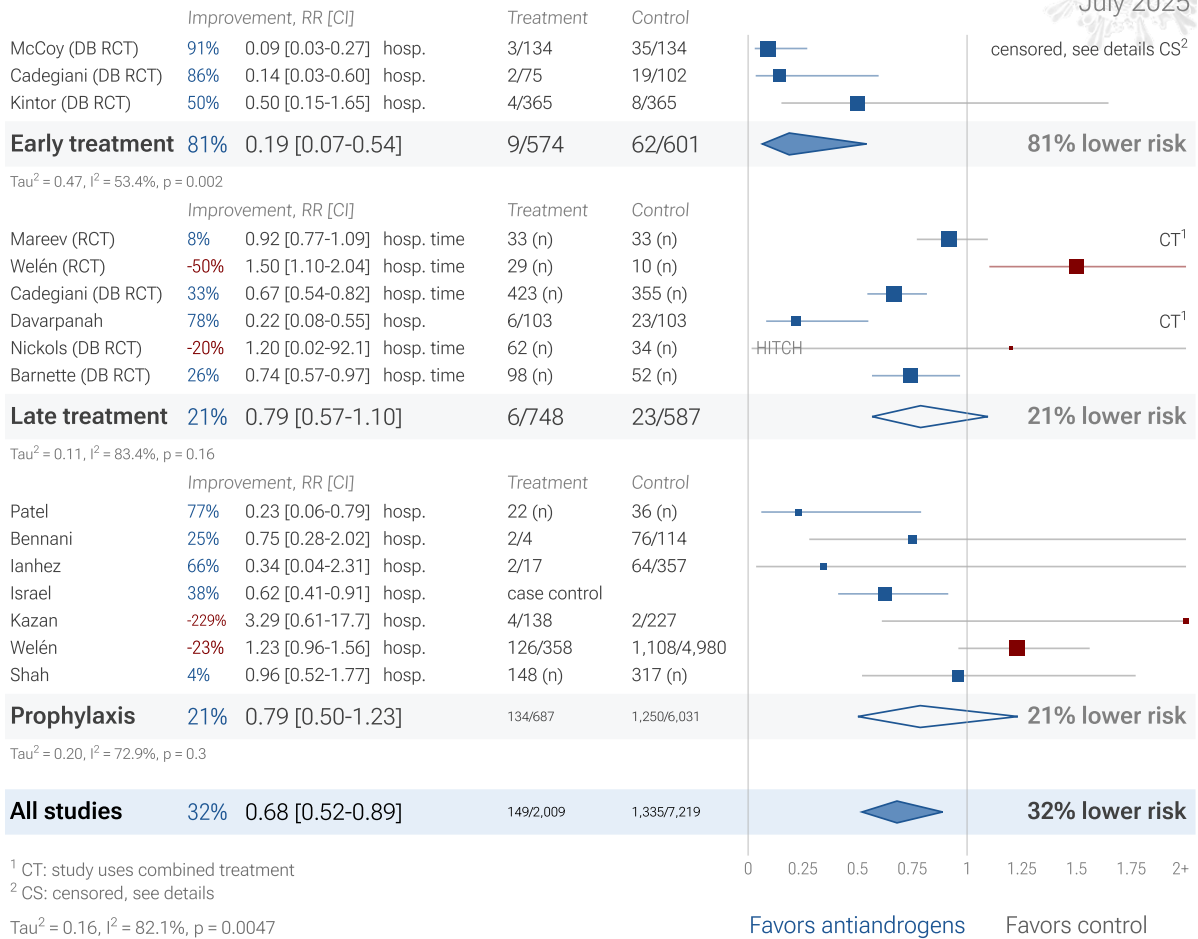 July 2025
Improvement, RR [CI] Treatment Control
McCoy (DB RCT) 91% 0.09 [0.03-0.27] hosp. 3/134 35/134 censored, see details CS2
Cadegiani (DB RCT) 86% 0.14 [0.03-0.60] hosp. 2/75 19/102
Kintor (DB RCT) 50% 0.50 [0.15-1.65] hosp. 4/365 8/365
Early treatment 81% 0.19 [0.07-0.54] 9/574 62/601 81% lower risk
Tau2 = 0.47, I2 = 53.4%, p = 0.002
Improvement, RR [CI] Treatment Control
Mareev (RCT) 8% 0.92 [0.77-1.09] hosp. time 33 (n) 33 (n) CT1
Welén (RCT) -50% 1.50 [1.10-2.04] hosp. time 29 (n) 10 (n)
Cadegiani (DB RCT) 33% 0.67 [0.54-0.82] hosp. time 423 (n) 355 (n)
Davarpanah 78% 0.22 [0.08-0.55] hosp. 6/103 23/103 CT1
Nickols (DB RCT) -20% 1.20 [0.02-92.1] hosp. time 62 (n) 34 (n) HITCH
Barnette (DB RCT) 26% 0.74 [0.57-0.97] hosp. time 98 (n) 52 (n)
Late treatment 21% 0.79 [0.57-1.10] 6/748 23/587 21% lower risk
Tau2 = 0.11, I2 = 83.4%, p = 0.16
Improvement, RR [CI] Treatment Control
Patel 77% 0.23 [0.06-0.79] hosp. 22 (n) 36 (n)
Bennani 25% 0.75 [0.28-2.02] hosp. 2/4 76/114
Ianhez 66% 0.34 [0.04-2.31] hosp. 2/17 64/357
Israel 38% 0.62 [0.41-0.91] hosp. case control
Kazan -229% 3.29 [0.61-17.7] hosp. 4/138 2/227
Welén -23% 1.23 [0.96-1.56] hosp. 126/358 1,108/4,980
Shah 4% 0.96 [0.52-1.77] hosp. 148 (n) 317 (n)
Prophylaxis 21% 0.79 [0.50-1.23] 134/687 1,250/6,031 21% lower risk
Tau2 = 0.20, I2 = 72.9%, p = 0.3
All studies 32% 0.68 [0.52-0.89] 149/2,009 1,335/7,219 32% lower risk
0 0.25 0.5 0.75 1 1.25 1.5 1.75 2+
1 CT: study uses combined treatment
2 CS: censored, see details
Tau2 = 0.16, I2 = 82.1%, p = 0.0047
Favors antiandrogens Favors control